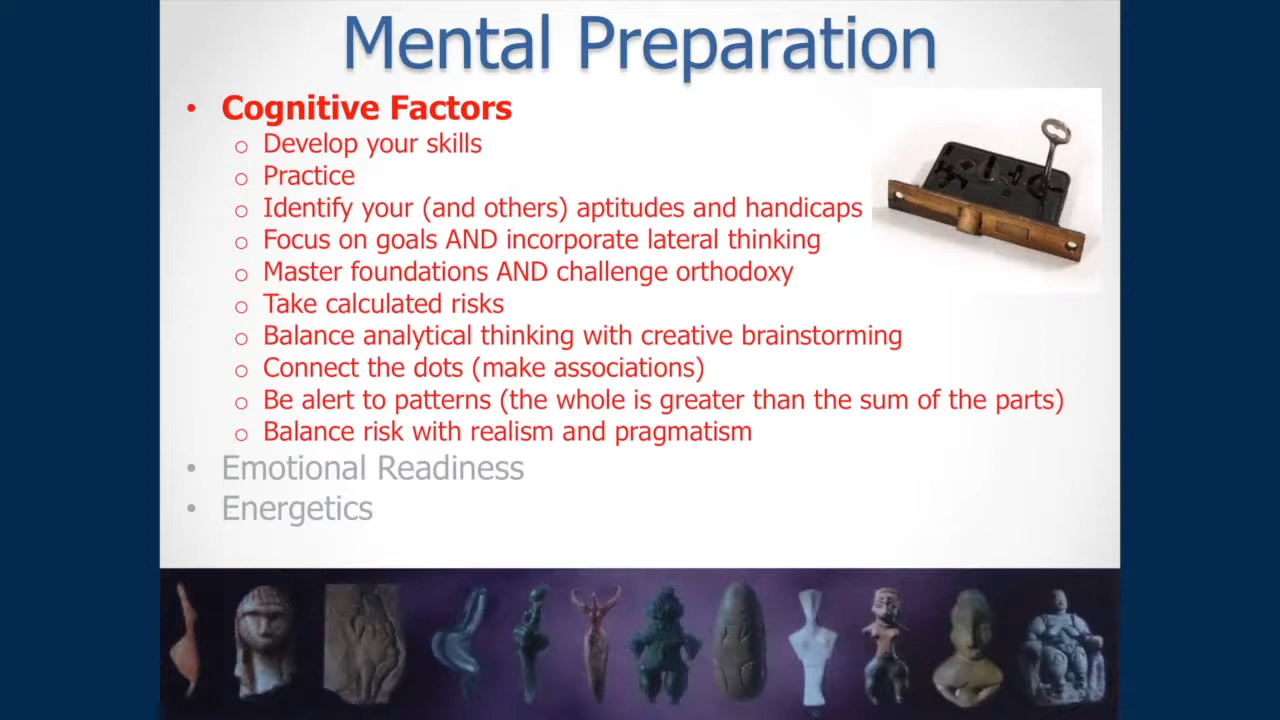 Mental Preparation
• Cognitive Factors
o Develop your skills
o Practice
o Identify your (and others) aptitudes and handicaps
o Focus on goals AND incorporate lateral thinking
o Master foundations AND challenge orthodoxy
o Take calculated risks
o Balance analytical thinking with creative brainstorming
o Connect the dots (make associations)
o Be alert to patterns (the whole is greater than the sum of the parts)
o Balance risk with realism and pragmatism
• Emotional Readiness
• Energetics